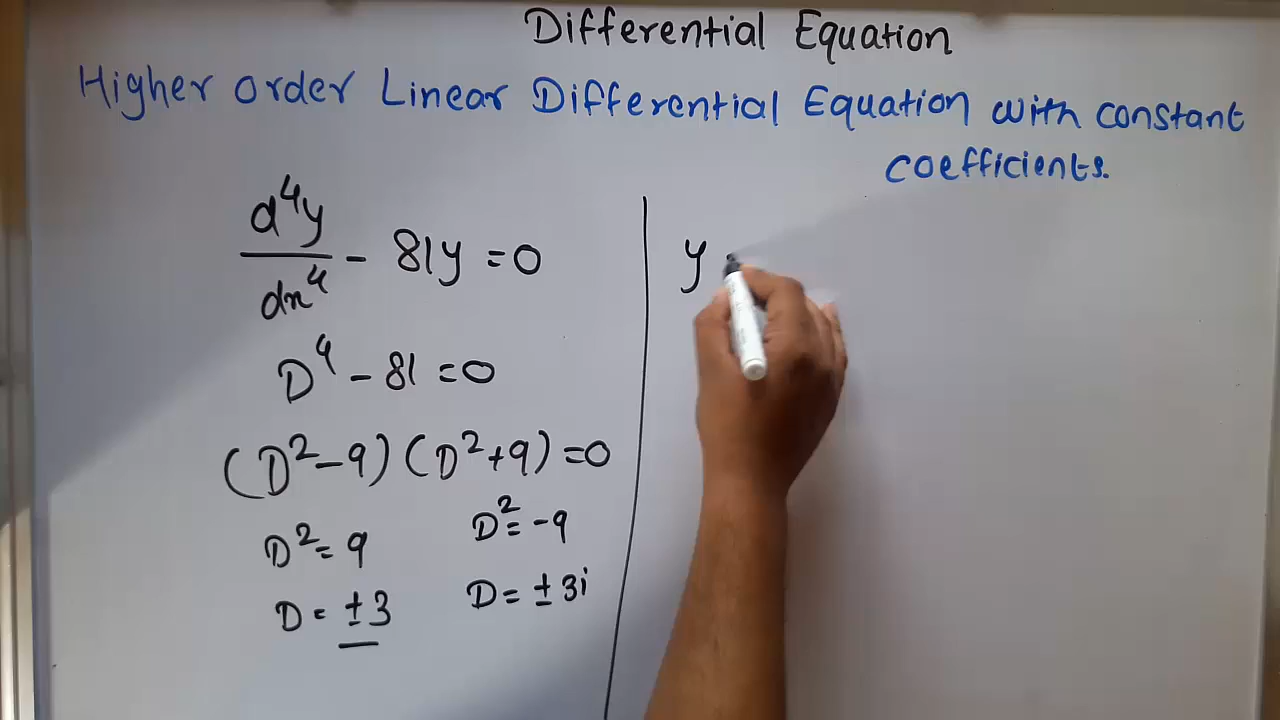 Differential Equation
Higher order Linear Differential Equation with constant
coefficients.
d⁴y/dx⁴ - 81y = 0
D⁴ - 81 = 0
(D² - 9) (D² + 9) = 0
D² = 9
D = ±3
D² = -9
D = ±3i
y